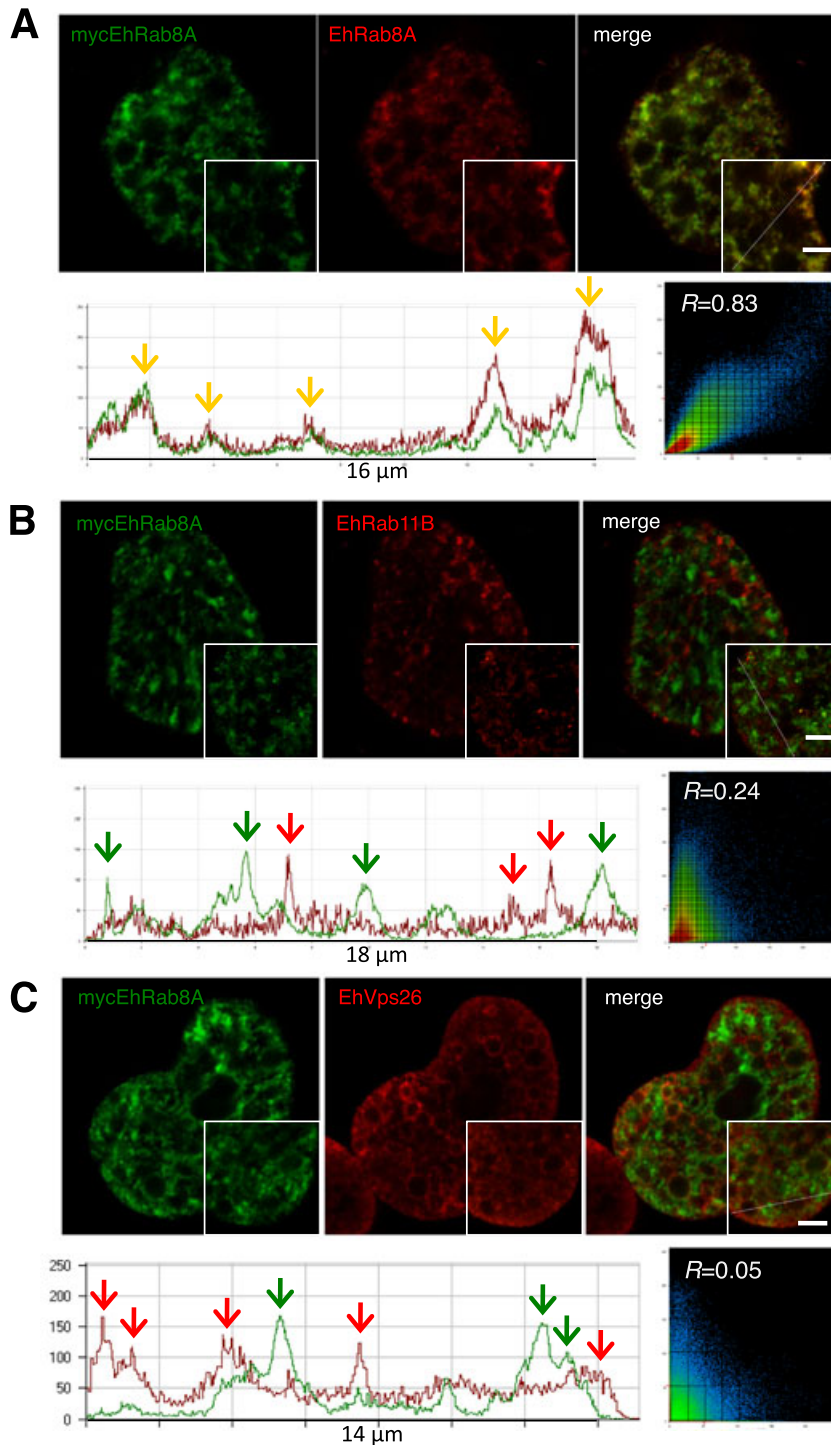 A
mycEhRab8A
EhRab8A
merge
R=0.83
16 µm
B
mycEhRab8A
EhRab11B
merge
R=0.24
18 µm
C
mycEhRab8A
EhVps26
merge
R=0.05
250
200
150
100
50
0
14 µm